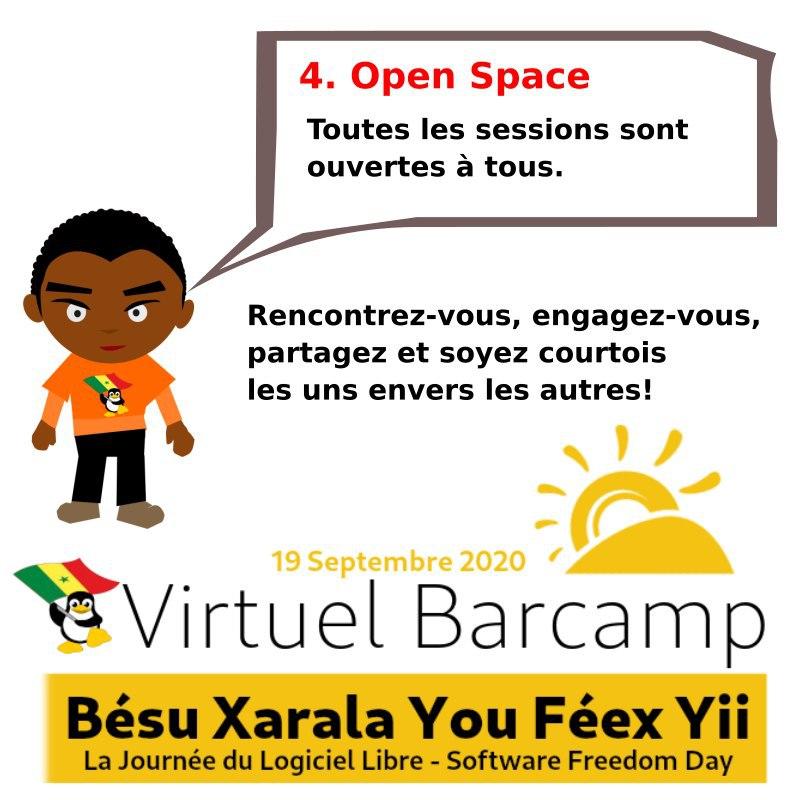 4. Open Space
Toutes les sessions sont
ouvertes à tous.
Rencontrez-vous, engagez-vous,
partagez et soyez courtois
les uns envers les autres!
19 Septembre 2020
Virtuel Barcamp
Bésu Xarala You Féex Yii
La Journée du Logiciel Libre - Software Freedom Day